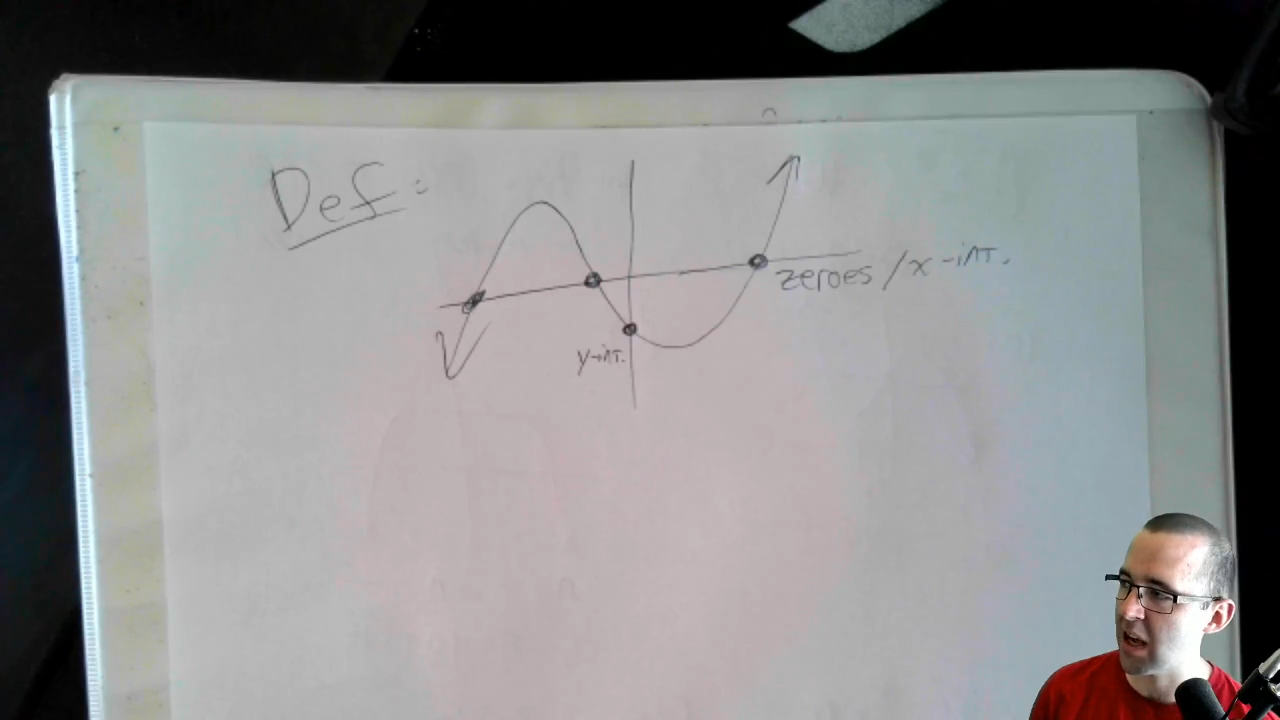 Def:
zeroes / x-int.
y-int.